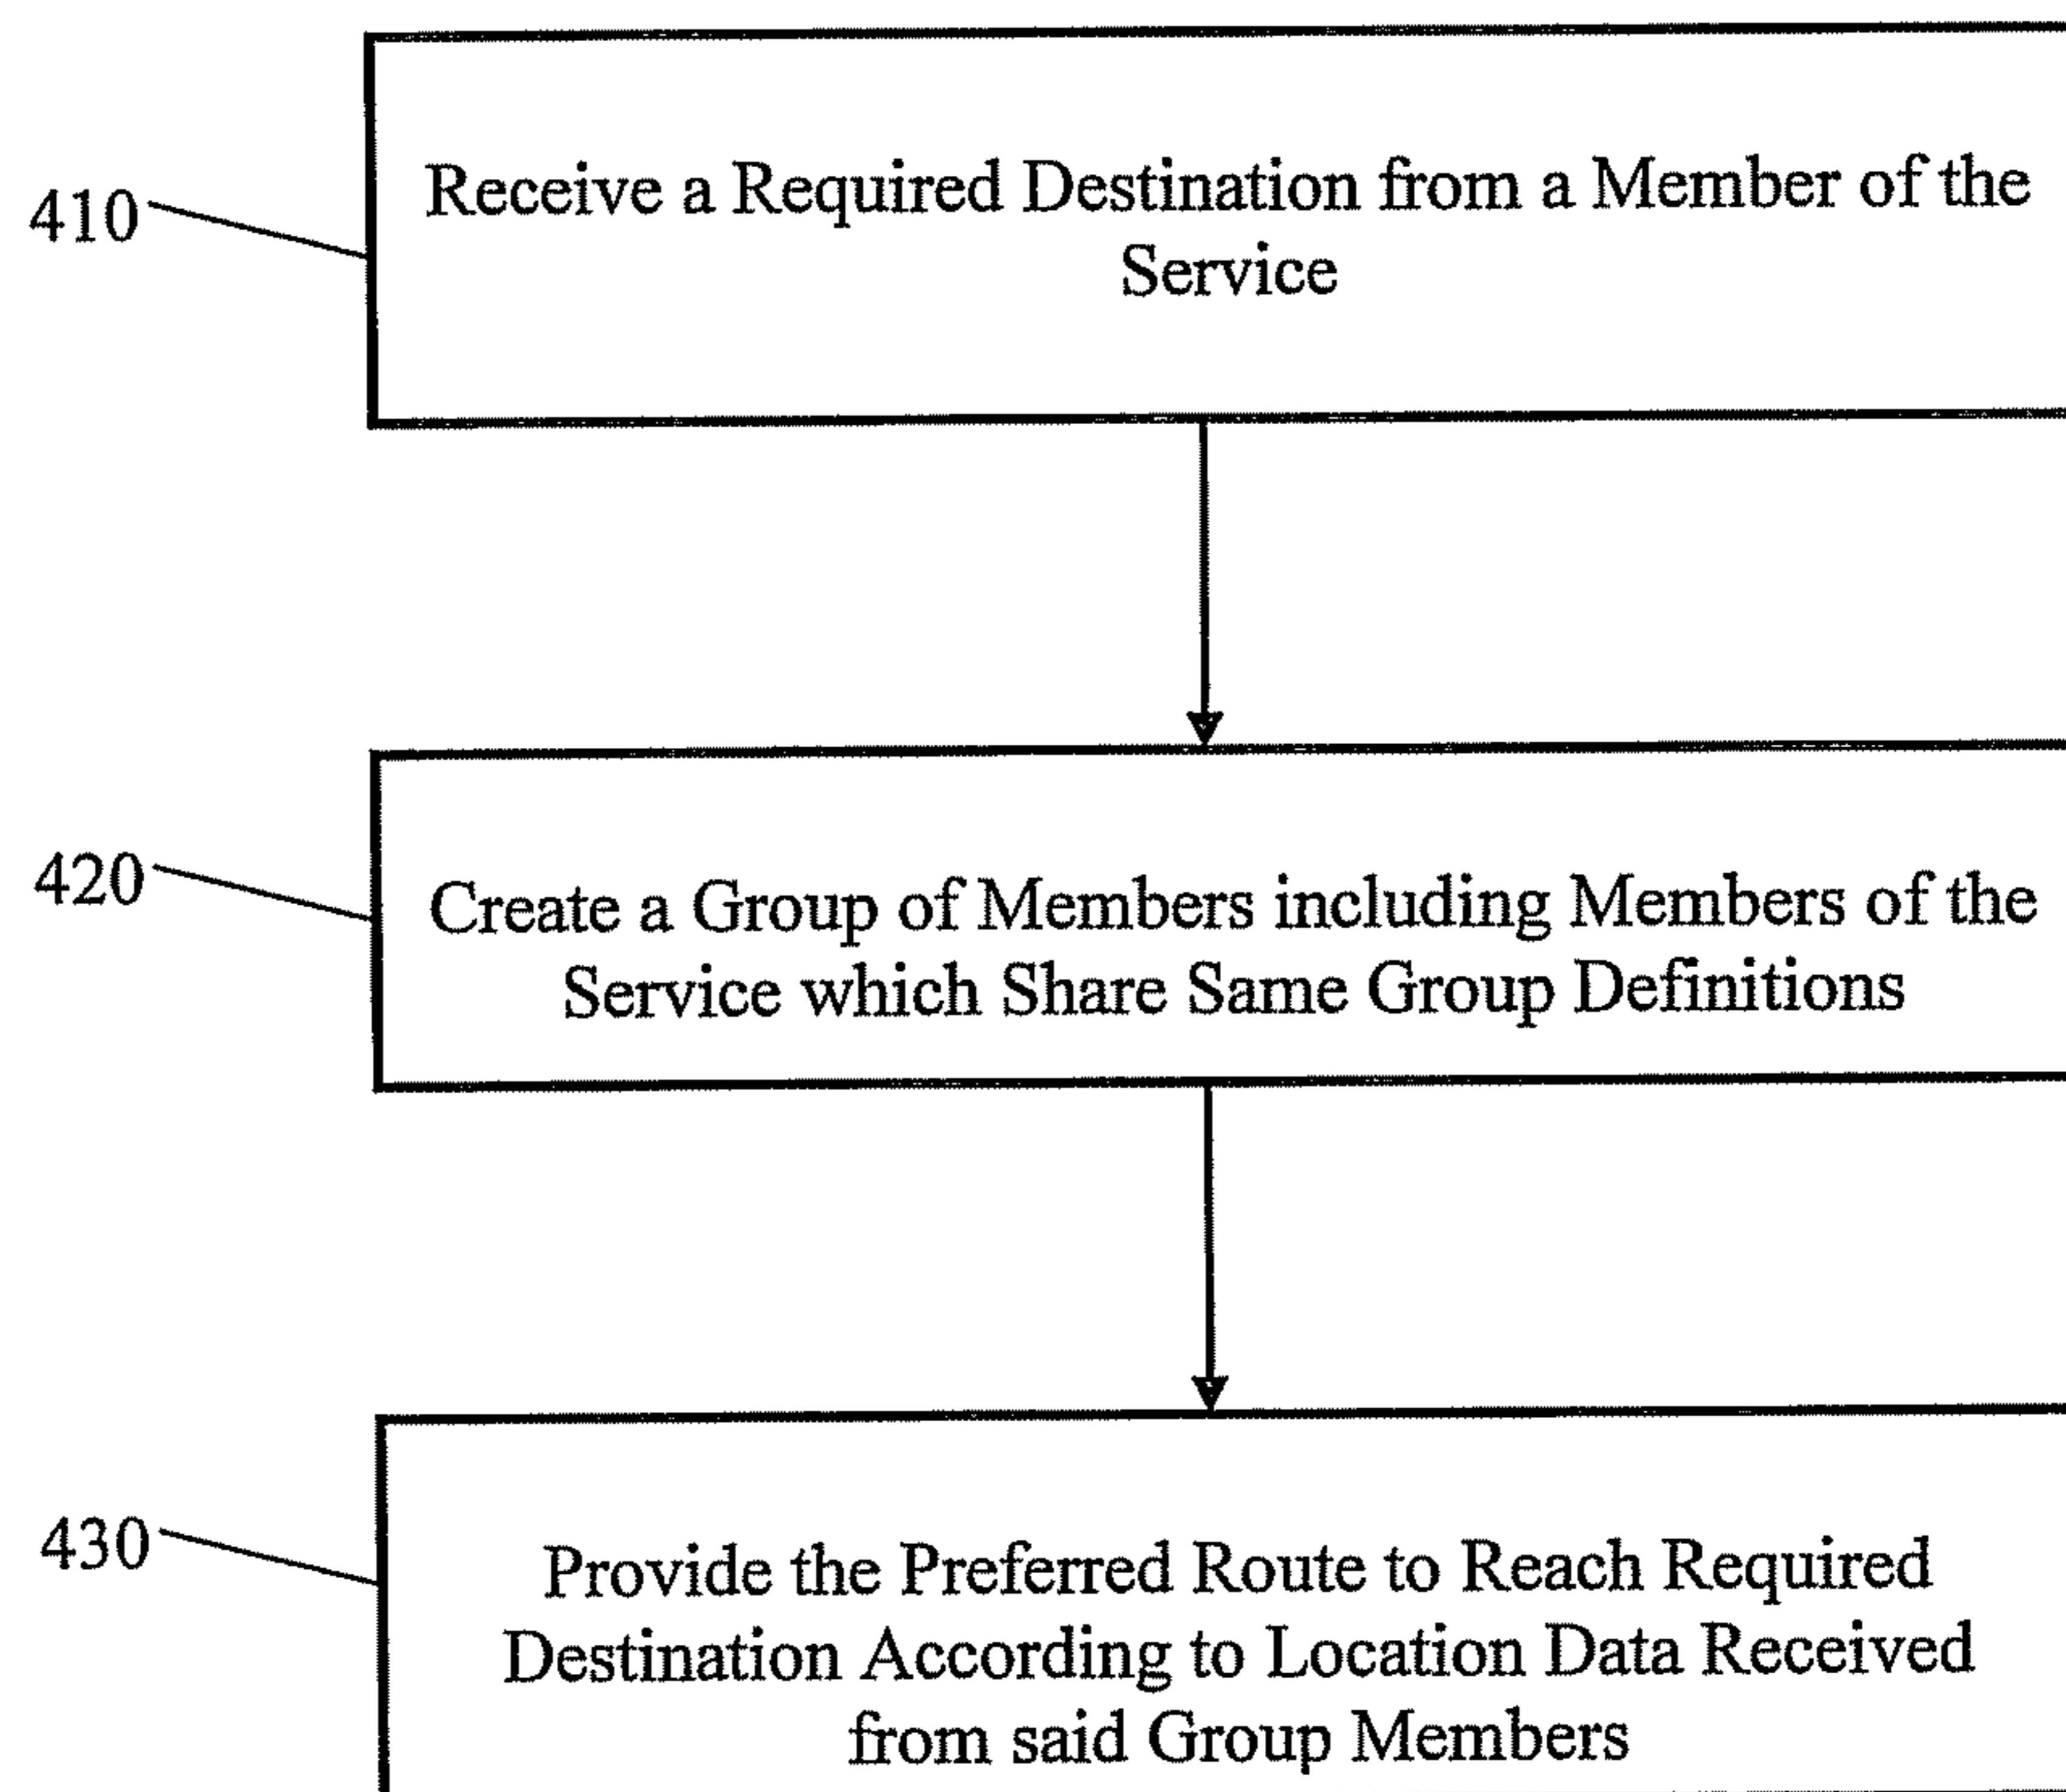 410
Receive a Required Destination from a Member of the
Service
420
Create a Group of Members including Members of the
Service which Share Same Group Definitions
430
Provide the Preferred Route to Reach Required
Destination According to Location Data Received
from said Group Members